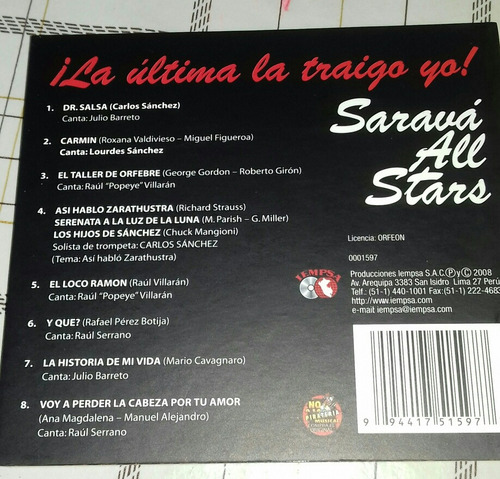 ¡La última la traigo yo!
1. DR. SALSA (Carlos Sánchez)
Canta: Julio Barreto
2. CARMIN (Roxana Valdivieso – Miguel Figueroa)
Canta: Lourdes Sánchez
3. EL TALLER DE ORFEBRE (George Gordon – Roberto Girón)
Canta: Raúl "Popeye" Villarán
4. ASI HABLO ZARATHUSTRA (Richard Strauss)
SERENATA A LA LUZ DE LA LUNA (M. Parish – G. Miller)
LOS HIJOS DE SÁNCHEZ (Chuck Mangioni)
Solista de trompeta: CARLOS SÁNCHEZ
(Tema: Así habló Zarathustra)
5. EL LOCO RAMON (Raúl Villarán)
Canta: Raúl "Popeye" Villarán
6. Y QUE? (Rafael Pérez Botija)
Canta: Raúl Serrano
7. LA HISTORIA DE MI VIDA (Mario Cavagnaro)
Canta: Julio Barreto
8. VOY A PERDER LA CABEZA POR TU AMOR
(Ana Magdalena – Manuel Alejandro)
Canta: Raúl Serrano
Saravá
All
Stars
Licencia: ORFEON
0001597
IEMPSA
Producciones Iempsa S.A.C. Ⓟ y Ⓒ 2008
Av. Arequipa 3383 San Isidro Lima 27 Perú
Telf.: (51-1) 440-1001 Fax: (51-1) 222-4683
http://www.iempsa.com
e-mail iempsa@iempsa.com
NO
PIRATERIA
MUSICA
ORIGINAL
9 94417 51597